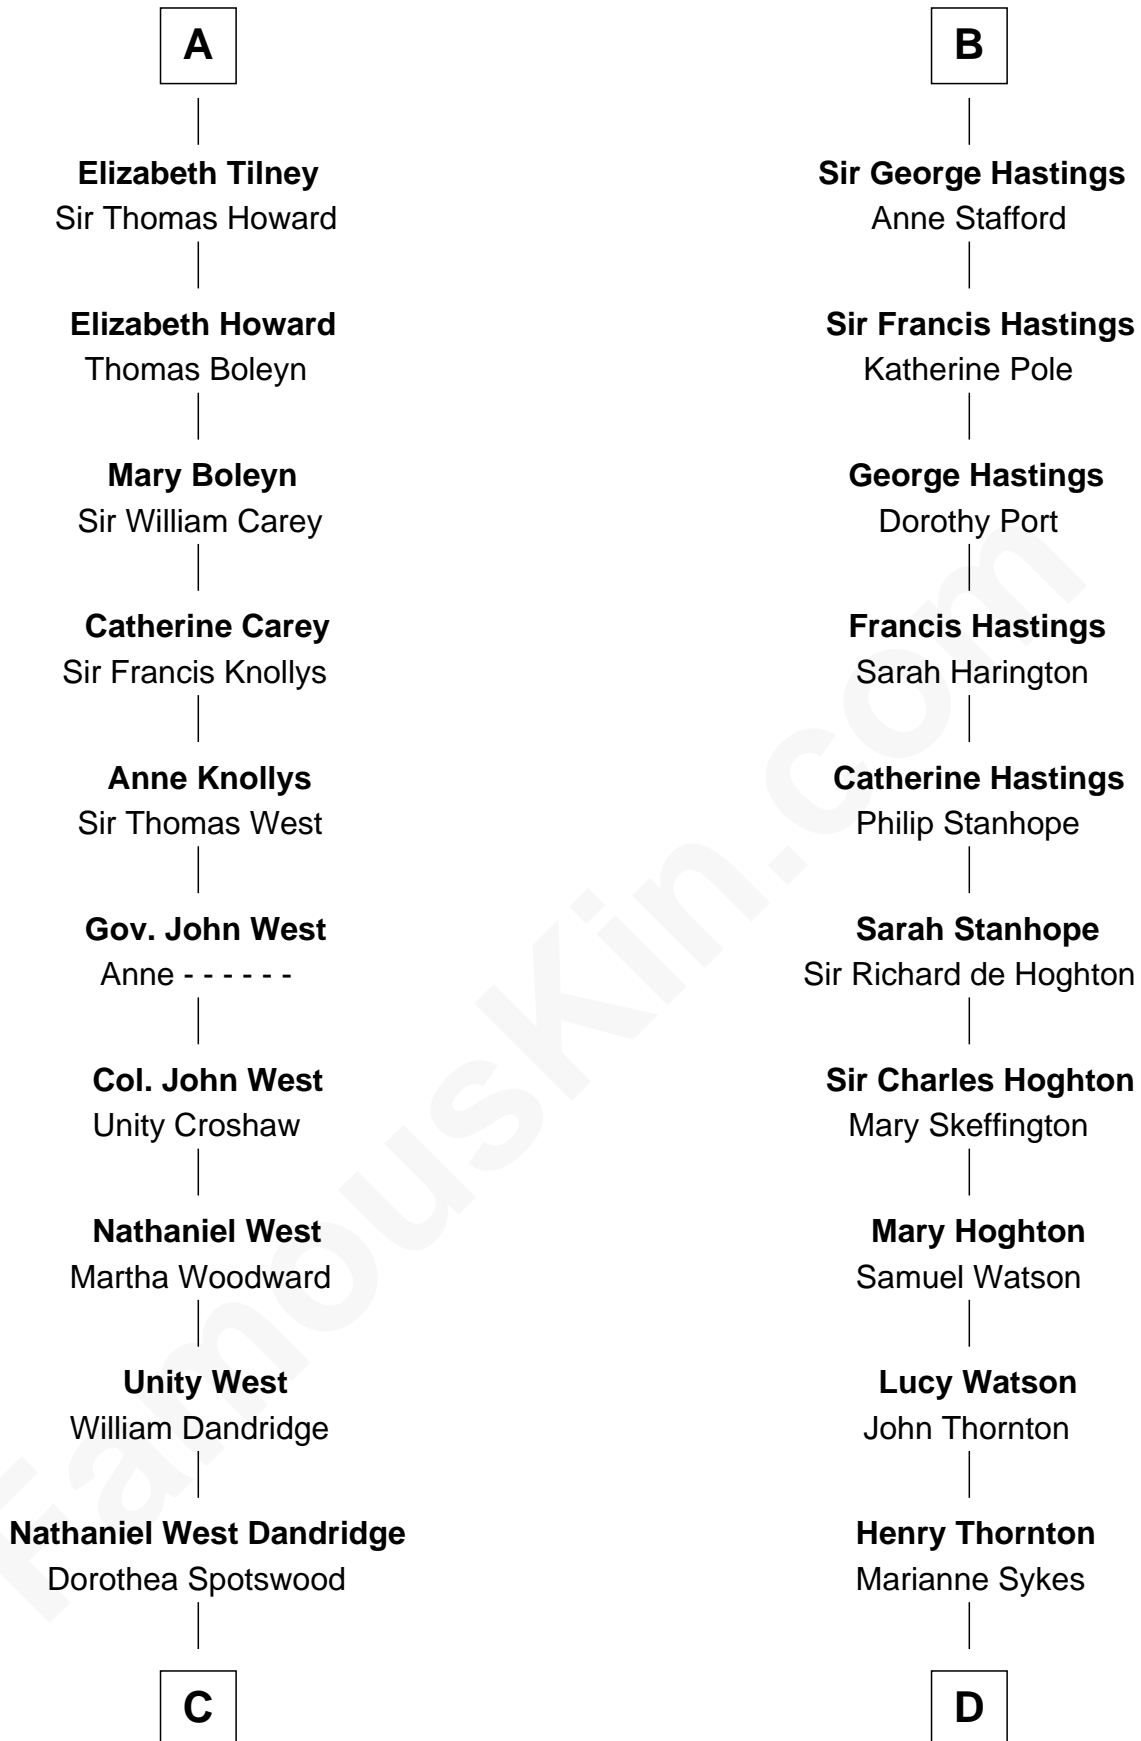 A
Elizabeth Tilney
Sir Thomas Howard
Elizabeth Howard
Thomas Boleyn
Mary Boleyn
Sir William Carey
Catherine Carey
Sir Francis Knollys
Anne Knollys
Sir Thomas West
Gov. John West
Anne - - - - - -
Col. John West
Unity Croshaw
Nathaniel West
Martha Woodward
Unity West
William Dandridge
Nathaniel West Dandridge
Dorothea Spotswood
C
B
Sir George Hastings
Anne Stafford
Sir Francis Hastings
Katherine Pole
George Hastings
Dorothy Port
Francis Hastings
Sarah Harington
Catherine Hastings
Philip Stanhope
Sarah Stanhope
Sir Richard de Hoghton
Sir Charles Hoghton
Mary Skeffington
Mary Hoghton
Samuel Watson
Lucy Watson
John Thornton
Henry Thornton
Marianne Sykes
D
FamousKin.com